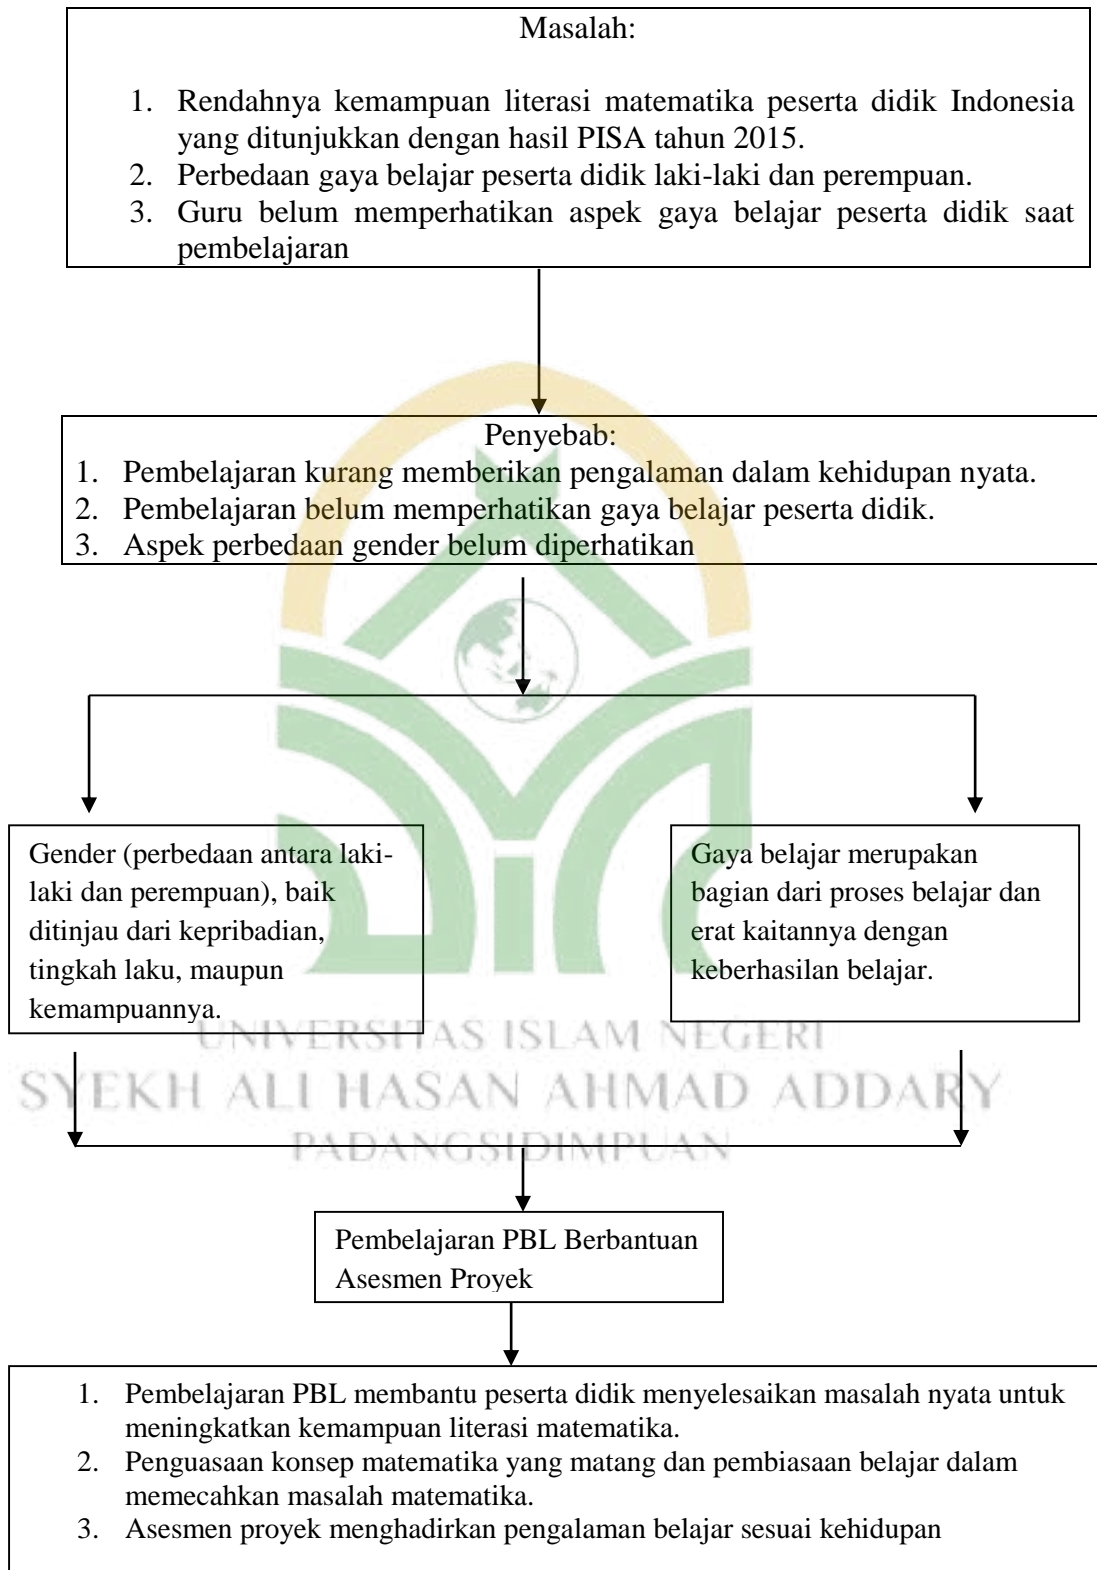 Masalah:
1. Rendahnya kemampuan literasi matematika peserta didik Indonesia
yang ditunjukkan dengan hasil PISA tahun 2015.
2. Perbedaan gaya belajar peserta didik laki-laki dan perempuan.
3. Guru belum memperhatikan aspek gaya belajar peserta didik saat
pembelajaran
Penyebab:
1. Pembelajaran kurang memberikan pengalaman dalam kehidupan nyata.
2. Pembelajaran belum memperhatikan gaya belajar peserta didik.
3. Aspek perbedaan gender belum diperhatikan
Gender (perbedaan antara laki-
laki dan perempuan), baik
ditinjau dari kepribadian,
tingkah laku, maupun
kemampuannya.
Gaya belajar merupakan
bagian dari proses belajar dan
erat kaitannya dengan
keberhasilan belajar.
UNIVERSITAS ISLAM NEGERI
SYEKH ALI HASAN AHMAD ADDARY
PADANGSIDIMPUAN
Pembelajaran PBL Berbantuan
Asesmen Proyek
1. Pembelajaran PBL membantu peserta didik menyelesaikan masalah nyata untuk
meningkatkan kemampuan literasi matematika.
2. Penguasaan konsep matematika yang matang dan pembiasaan belajar dalam
memecahkan masalah matematika.
3. Asesmen proyek menghadirkan pengalaman belajar sesuai kehidupan